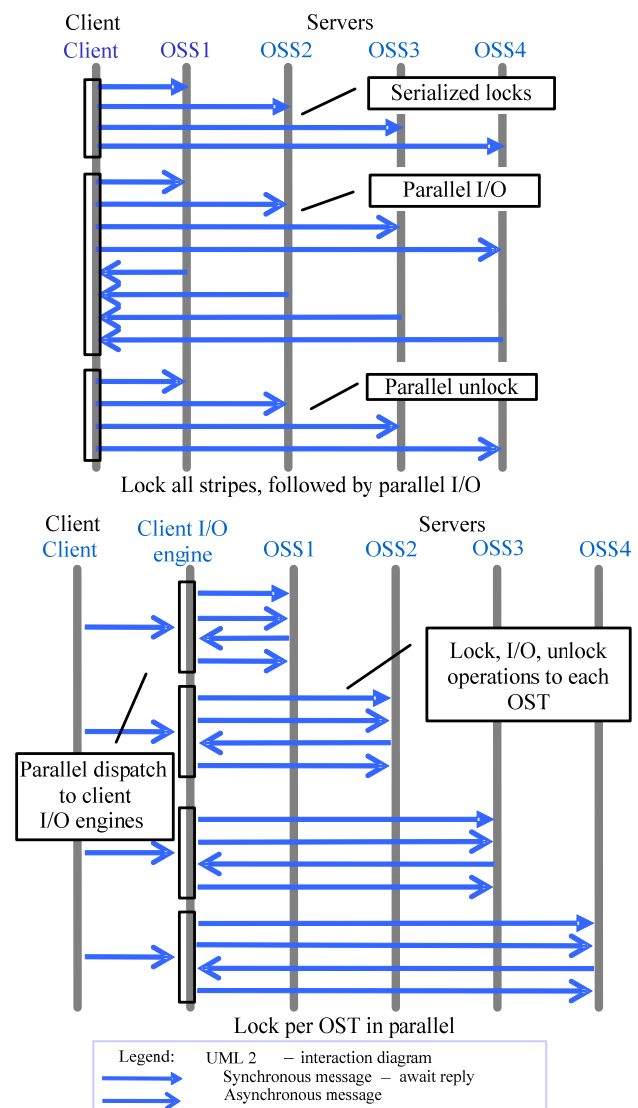 Client Servers
Client OSS1 OSS2 OSS3 OSS4
Serialized locks
Parallel I/O
Parallel unlock
Lock all stripes, followed by parallel I/O
Client Servers
Client Client I/O engine OSS1 OSS2 OSS3 OSS4
Lock, I/O, unlock
operations to each
OST
Parallel dispatch
to client
I/O engines
Lock per OST in parallel
Legend: UML 2 – interaction diagram
Synchronous message – await reply
Asynchronous message